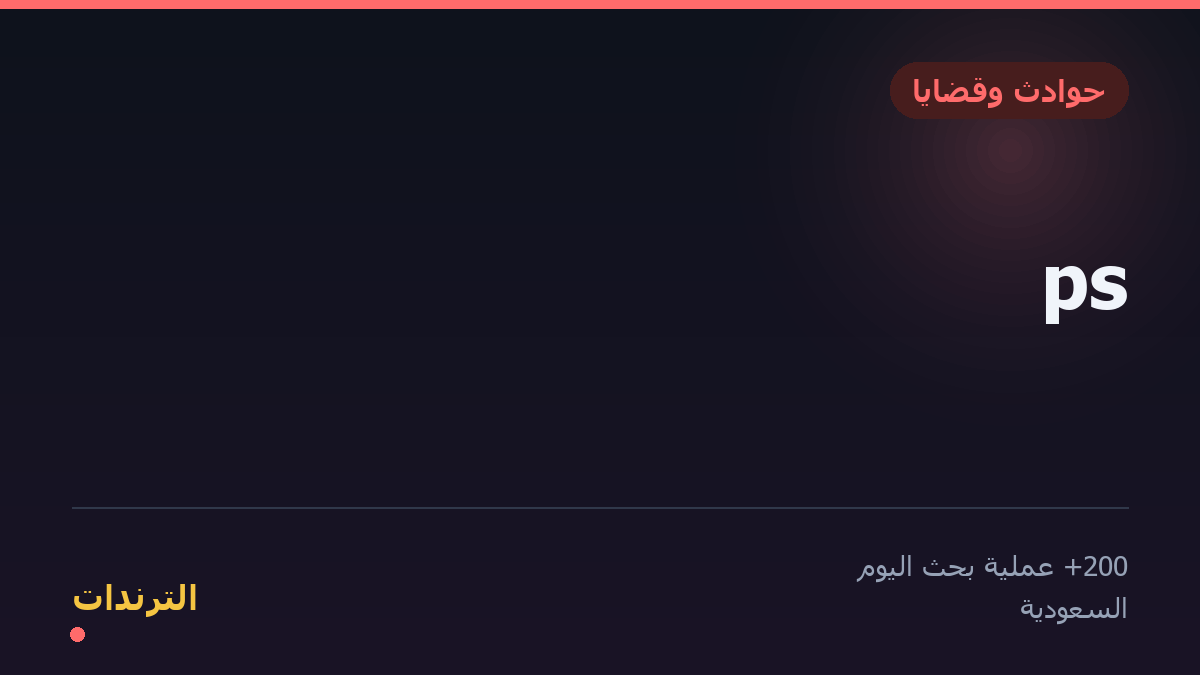 حوادث وقضايا
ps
200+ عملية بحث اليوم
السعودية
الترندات